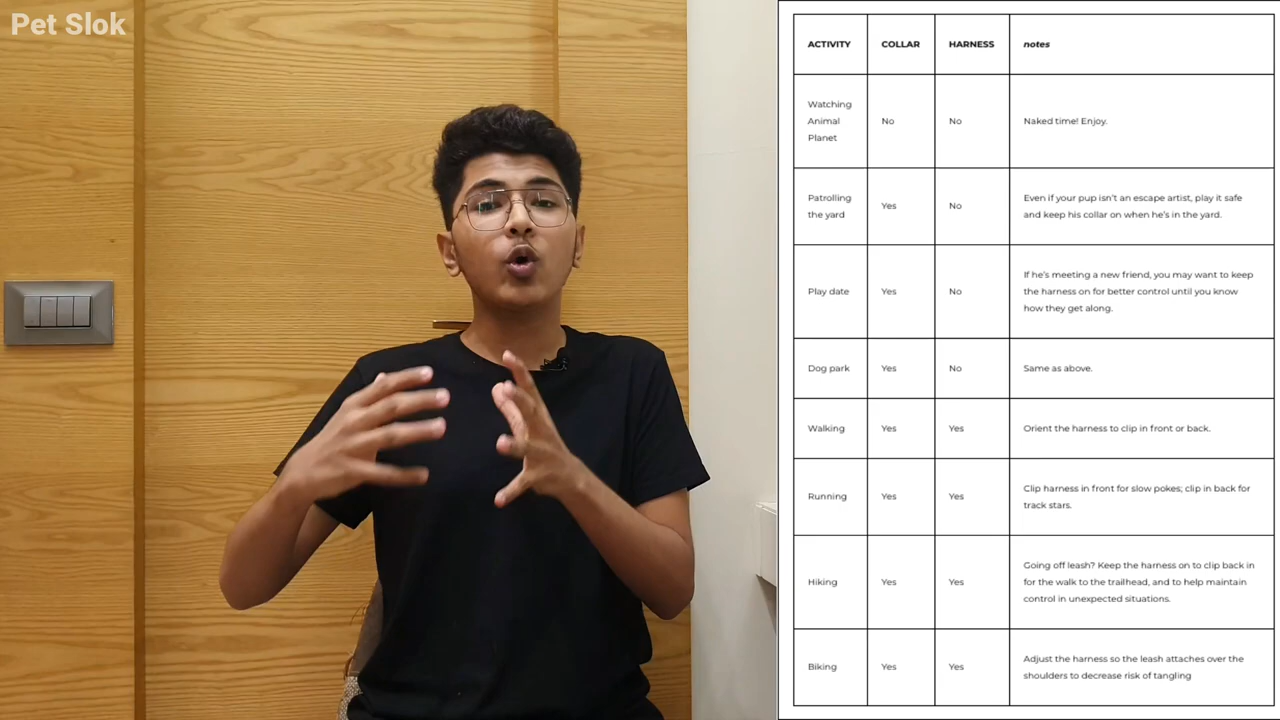 Pet Slok
ACTIVITY COLLAR HARNESS notes
Watching
Animal
Planet
No
No
Naked time! Enjoy.
Patrolling
the yard
Yes
No
Even if your pup isn't an escape artist, play it safe
and keep his collar on when he's in the yard.
Play date
Yes
No
If he's meeting a new friend, you may want to keep
the harness on for better control until you know
how they get along.
Dog park
Yes
No
Same as above.
Walking
Yes
Yes
Orient the harness to clip in front or back.
Running
Yes
Yes
Clip harness in front for slow pokes; clip in back for
track stars.
Hiking
Yes
Yes
Going off leash? Keep the harness on to clip back in
for the walk to the trailhead, and to help maintain
control in unexpected situations.
Biking
Yes
Yes
Adjust the harness so the leash attaches over the
shoulders to decrease risk of tangling